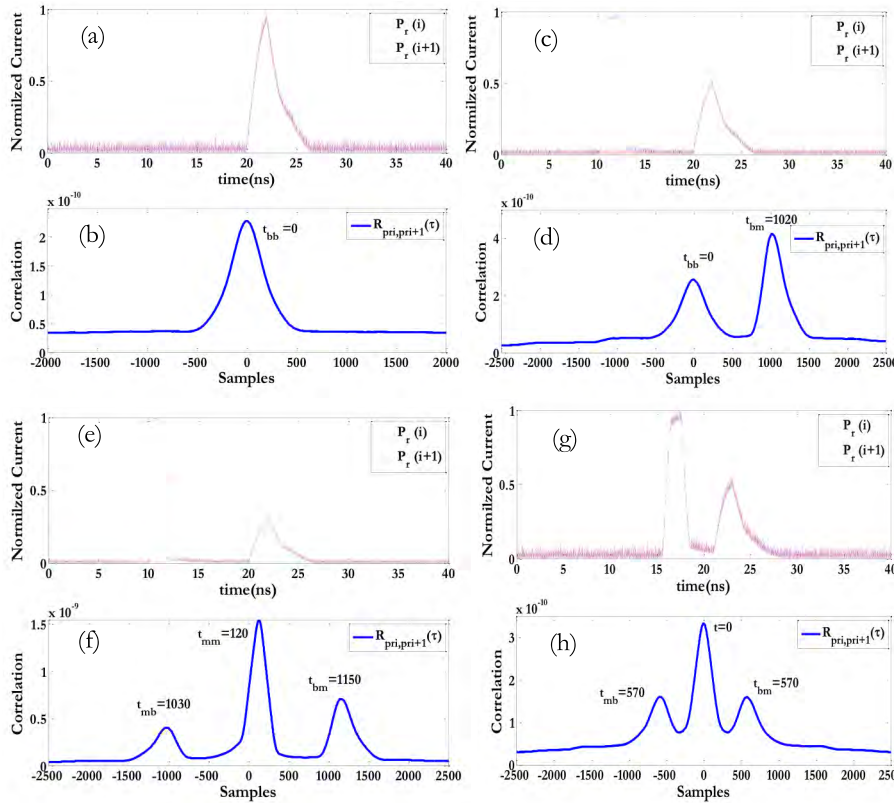 (a)
P_r (i)
P_r (i+1)
Normilzed Current
1
0.5
0
0 5 10 15 20 25 30 35 40
time(ns)
(c)
P_r (i)
P_r (i+1)
Normilzed Current
1
0.5
0
0 5 10 15 20 25 30 35 40
time(ns)
x 10^-10
(b)
t_bb =0
R_pri,pri+1(τ)
Correlation
2
1.5
1
0.5
0
-2000 -1500 -1000 -500 0 500 1000 1500 2000
Samples
x 10^-10
(d)
t_bm=1020
R_pri,pri+1(τ)
t_bb=0
Correlation
4
2
0
-2500 -2000 -1500 -1000 -500 0 500 1000 1500 2000 2500
Samples
(e)
P_r (i)
P_r (i+1)
Normilzed Current
1
0.5
0
0 5 10 15 20 25 30 35 40
time(ns)
(g)
P_r (i)
P_r (i+1)
Normilzed Current
1
0.5
0
0 5 10 15 20 25 30 35 40
time(ns)
x 10^-9
(f)
t_mm=120
R_pri,pri+1(τ)
t_bm=1150
t_mb=1030
Correlation
1.5
1
0.5
0
-2500 -2000 -1500 -1000 -500 0 500 1000 1500 2000 2500
Samples
x 10^-10
(h)
t=0
R_pri,pri+1(τ)
t_mb=570
t_bm=570
Correlation
3
2
1
0
-2500 -2000 -1500 -1000 -500 0 500 1000 1500 2000 2500
Samples